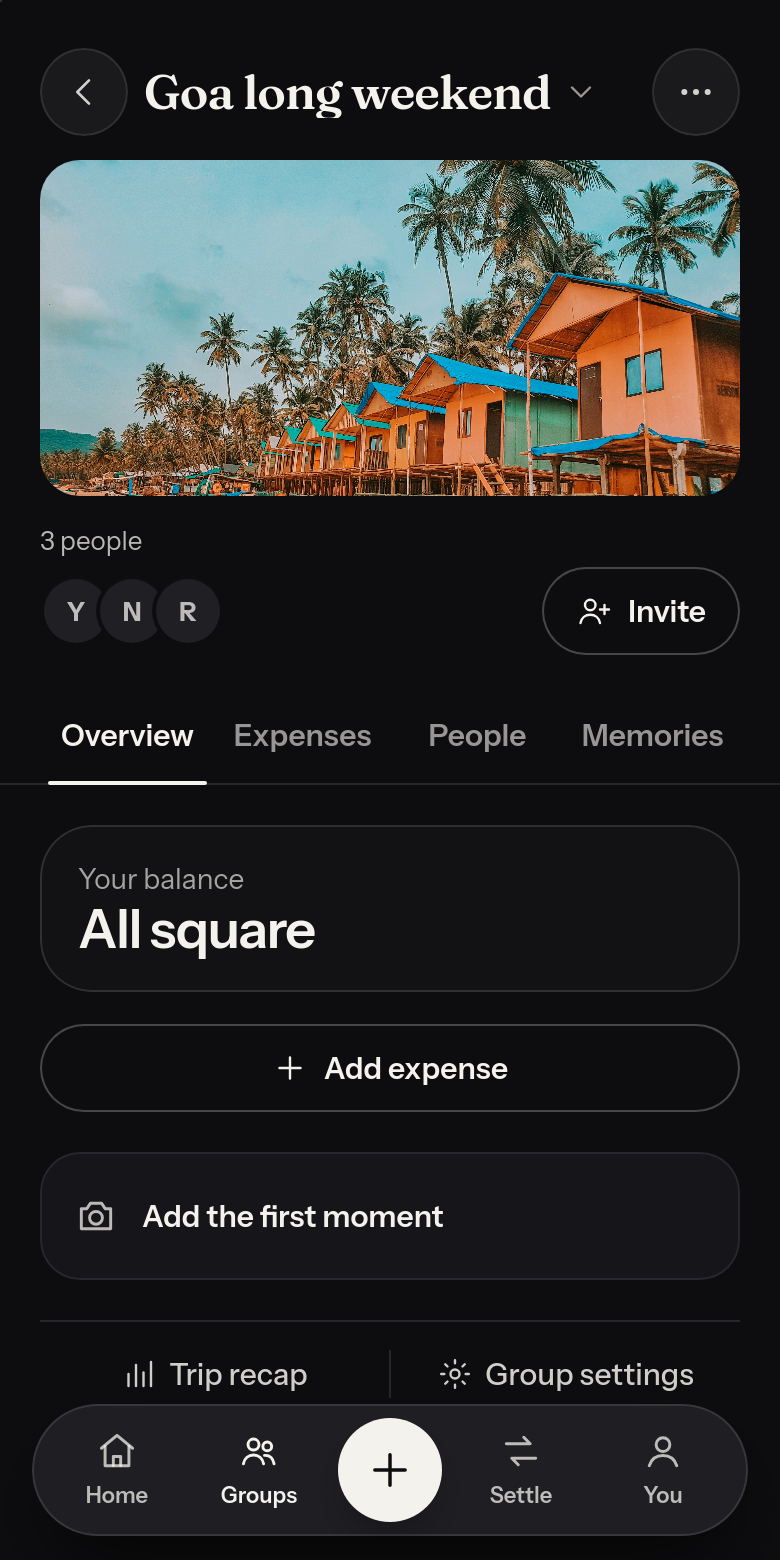 Goa long weekend
3 people
Y N R
Invite
Overview Expenses People Memories
Your balance
All square
Add expense
Add the first moment
Trip recap Group settings
Home Groups Settle You